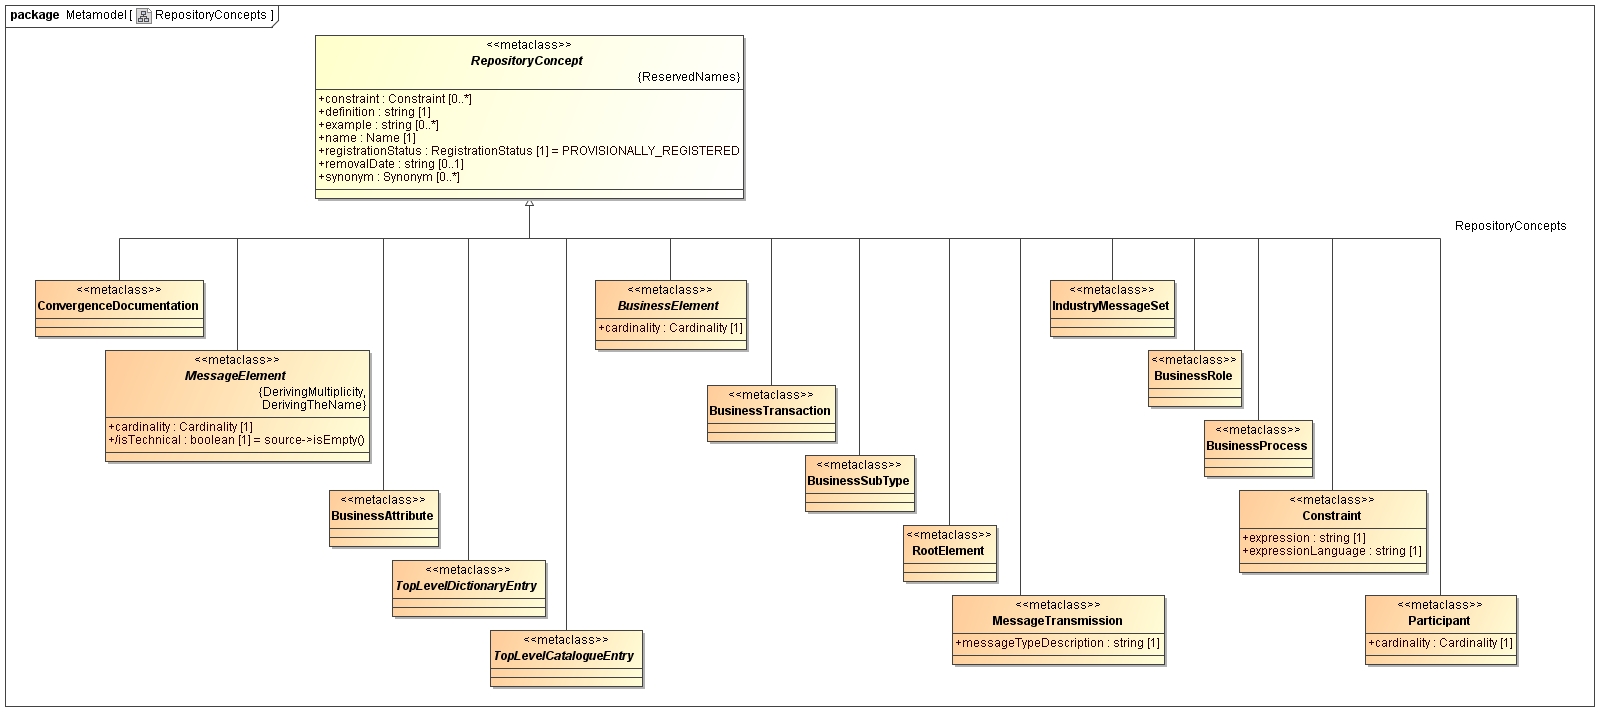 package Metamodel [ RepositoryConcepts ]
<<metaclass>>
RepositoryConcept
{ReservedNames}
+constraint : Constraint [0..*]
+definition : string [1]
+example : string [0..*]
+name : Name [1]
+registrationStatus : RegistrationStatus [1] = PROVISIONALLY_REGISTERED
+removalDate : string [0..1]
+synonym : Synonym [0..*]
RepositoryConcepts
<<metaclass>>
ConvergenceDocumentation
<<metaclass>>
MessageElement
{DerivingMultiplicity,
DerivingTheName}
+cardinality : Cardinality [1]
+/isTechnical : boolean [1] = source->isEmpty()
<<metaclass>>
BusinessAttribute
<<metaclass>>
TopLevelDictionaryEntry
<<metaclass>>
TopLevelCatalogueEntry
<<metaclass>>
BusinessElement
+cardinality : Cardinality [1]
<<metaclass>>
BusinessTransaction
<<metaclass>>
BusinessSubType
<<metaclass>>
RootElement
<<metaclass>>
MessageTransmission
+messageTypeDescription : string [1]
<<metaclass>>
IndustryMessageSet
<<metaclass>>
BusinessRole
<<metaclass>>
BusinessProcess
<<metaclass>>
Constraint
+expression : string [1]
+expressionLanguage : string [1]
<<metaclass>>
Participant
+cardinality : Cardinality [1]